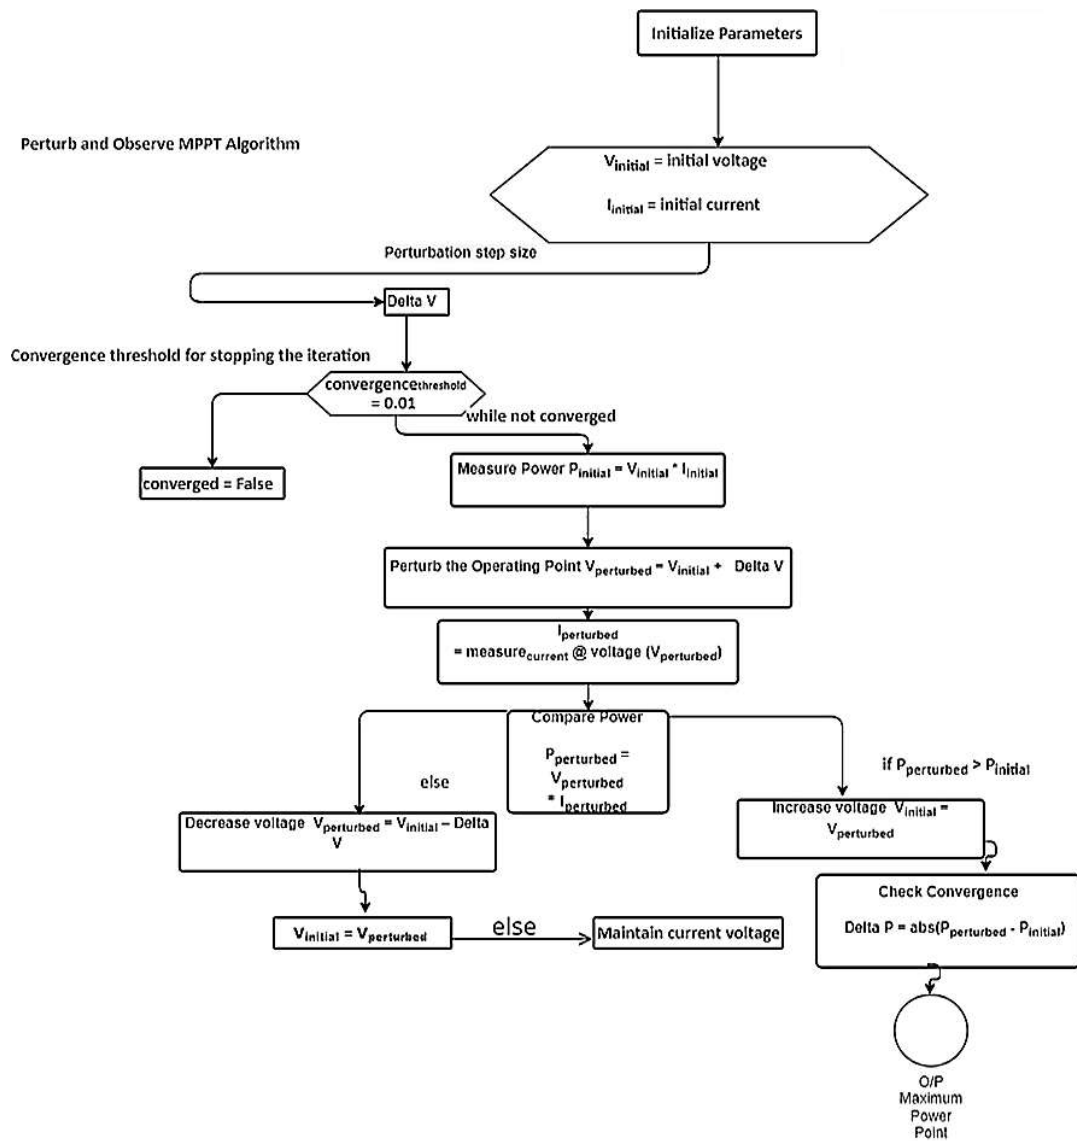 Initialize Parameters
Perturb and Observe MPPT Algorithm
Vinitial = initial voltage
Iinitial = initial current
Perturbation step size
Delta V
Convergence threshold for stopping the iteration
convergencethreshold
= 0.01
while not converged
converged = False
Measure Power Pinitial = Vinitial * Iinitial
Perturb the Operating Point Vperturbed = Vinitial + Delta V
Iperturbed
= measurecurrent @ voltage (Vperturbed)
Compare Power
Pperturbed =
Vperturbed
* Iperturbed
else
if Pperturbed > Pinitial
Decrease voltage Vperturbed = Vinitial – Delta
V
Increase voltage Vinitial =
Vperturbed
Check Convergence
Delta P = abs(Pperturbed - Pinitial)
Vinitial = Vperturbed
else
Maintain current voltage
O/P
Maximum
Power
Point